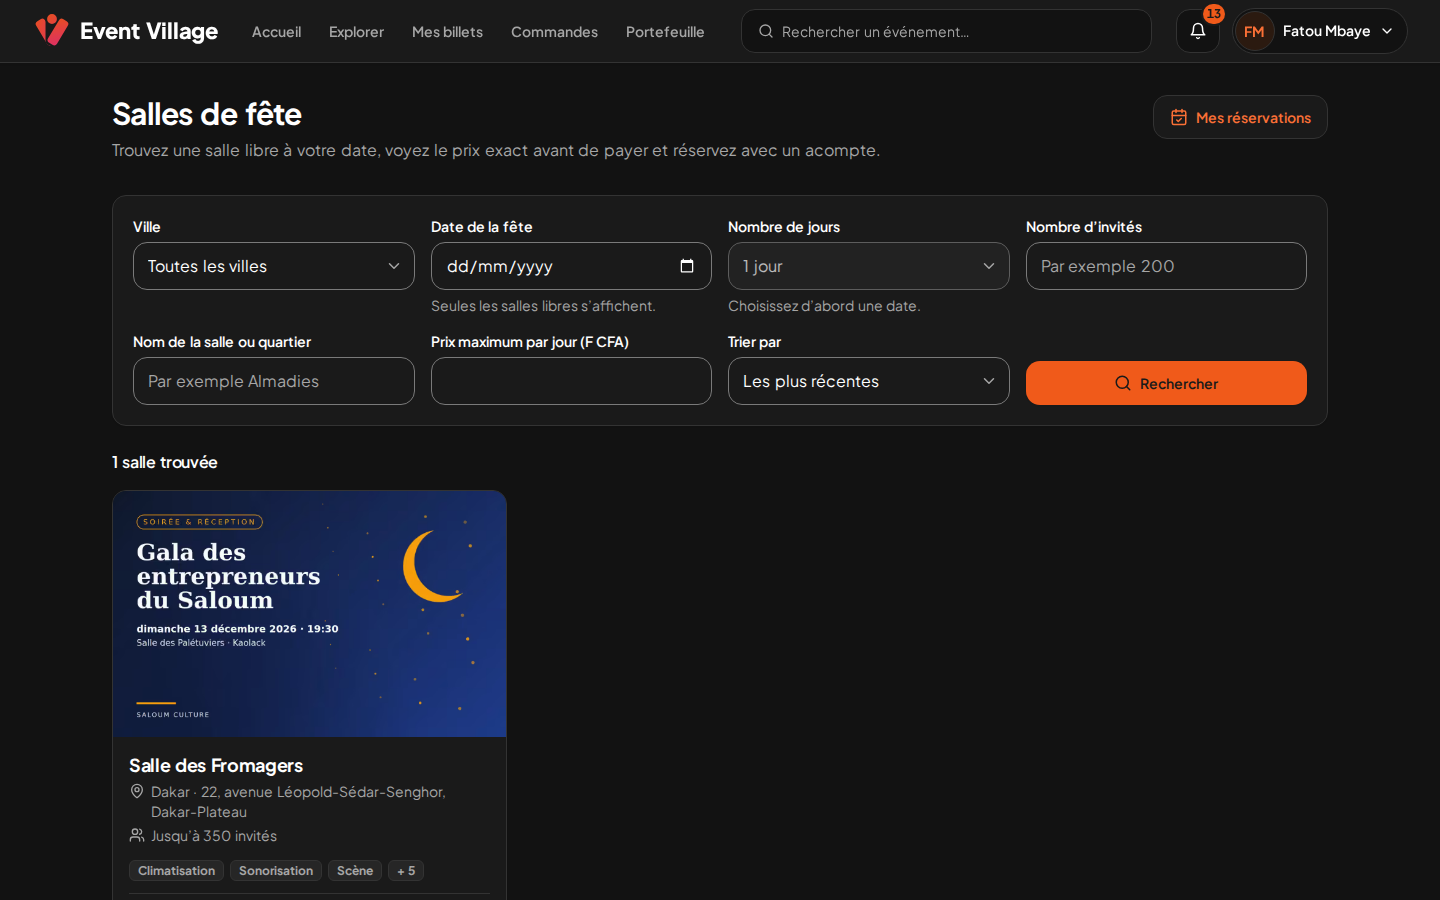 Event Village
Accueil
Explorer
Mes billets
Commandes
Portefeuille
Rechercher un événement…
13
FM
Fatou Mbaye
Salles de fête
Mes réservations
Trouvez une salle libre à votre date, voyez le prix exact avant de payer et réservez avec un acompte.
Ville
Date de la fête
Nombre de jours
Nombre d’invités
Toutes les villes
dd/mm/yyyy
1 jour
Par exemple 200
Seules les salles libres s’affichent.
Choisissez d’abord une date.
Nom de la salle ou quartier
Prix maximum par jour (F CFA)
Trier par
Par exemple Almadies
Les plus récentes
Rechercher
1 salle trouvée
SOIRÉE & RÉCEPTION
Gala des
entrepreneurs
du Saloum
dimanche 13 décembre 2026 · 19:30
Salle des Palétuviers · Kaolack
SALOUM CULTURE
Salle des Fromagers
Dakar · 22, avenue Léopold-Sédar-Senghor,
Dakar-Plateau
Jusqu’à 350 invités
Climatisation
Sonorisation
Scène
+ 5